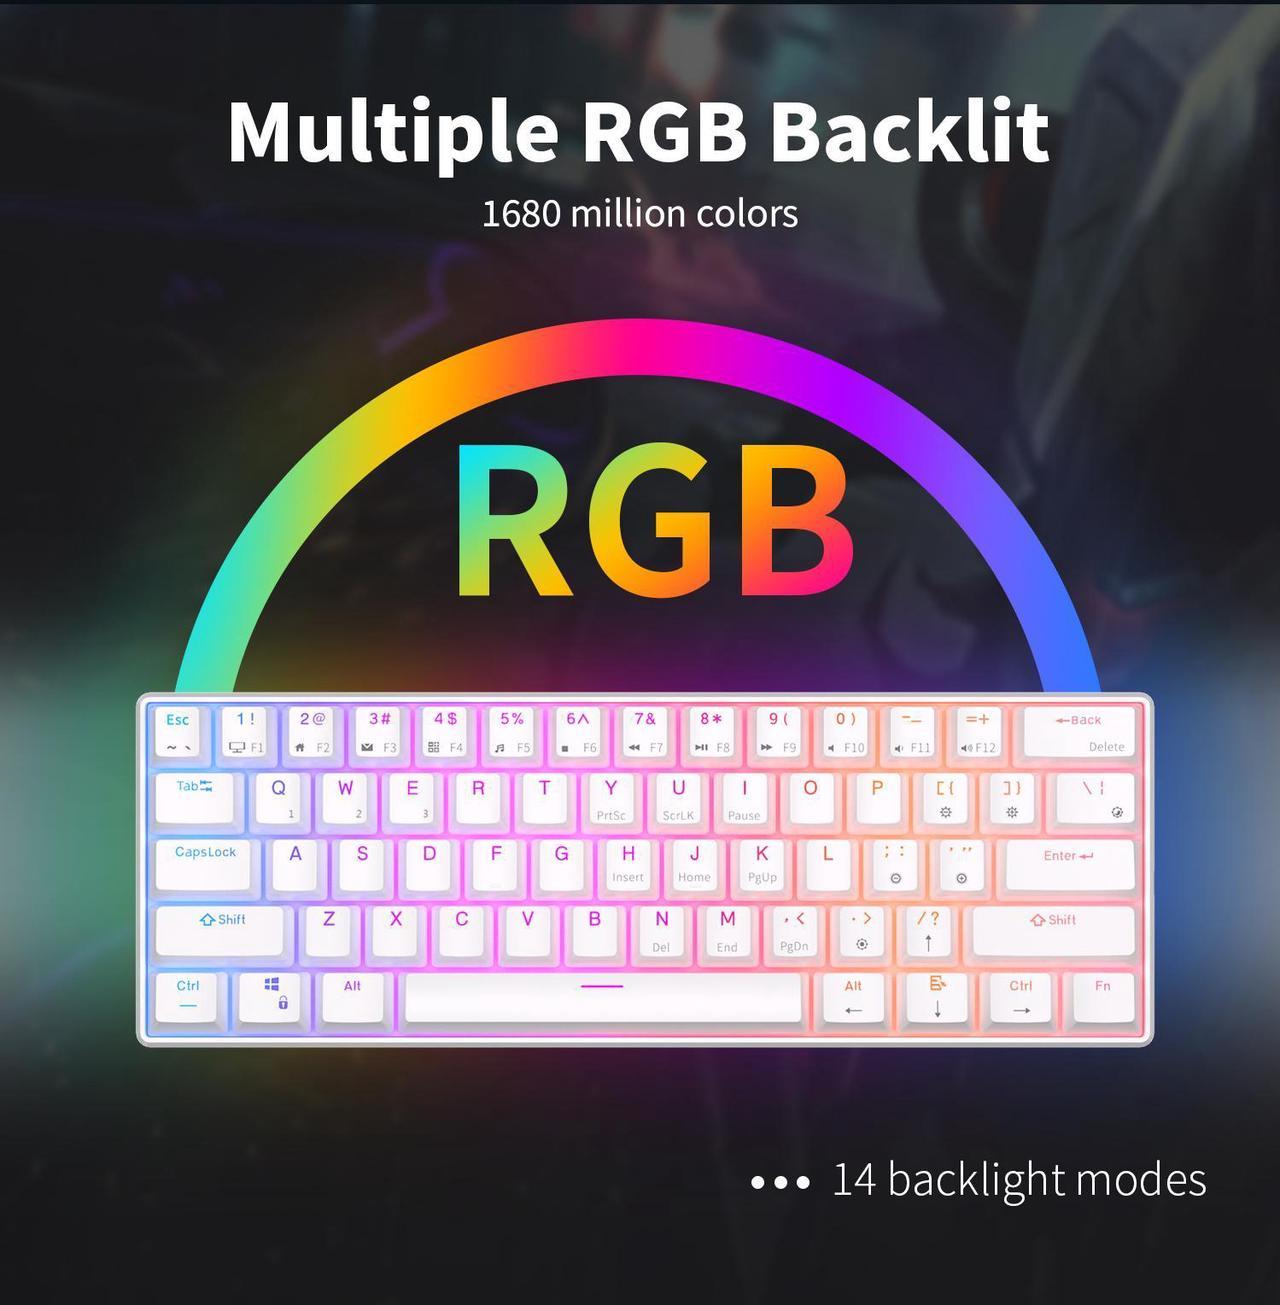 Multiple RGB Backlit
1680 million colors
RGB
Esc 1 ! 2 @ 3 # 4 $ 5 % 6 ^ 7 & 8 * 9 ( 0 ) - _ = + ←Back
~ ` F1 F2 F3 F4 F5 F6 F7 F8 F9 F10 F11 F12 Delete
Tab Q W E R T Y U I O P [ { ] } \ |
1 2 3 PrtSc ScrLK Pause
CapsLock A S D F G H J K L ; : ' " Enter
Insert Home PgUp
Shift Z X C V B N M , < . > / ? Shift
Del End PgDn ↑
Ctrl Alt Alt Ctrl Fn
← ↓ →
••• 14 backlight modes